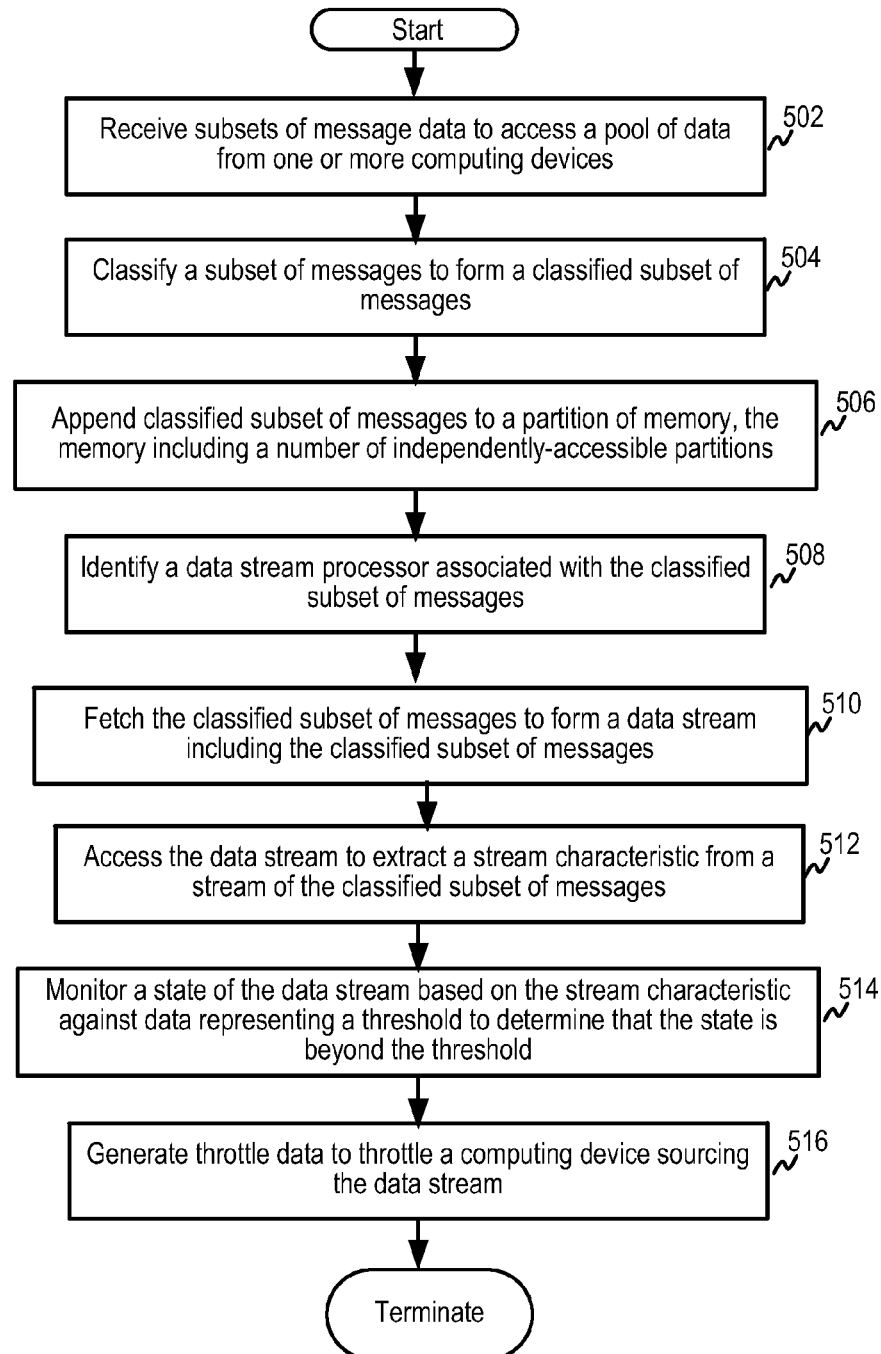 Start
Receive subsets of message data to access a pool of data
from one or more computing devices
502
Classify a subset of messages to form a classified subset of
messages
504
Append classified subset of messages to a partition of memory, the
memory including a number of independently-accessible partitions
506
Identify a data stream processor associated with the classified
subset of messages
508
Fetch the classified subset of messages to form a data stream
including the classified subset of messages
510
Access the data stream to extract a stream characteristic from a
stream of the classified subset of messages
512
Monitor a state of the data stream based on the stream characteristic
against data representing a threshold to determine that the state is
beyond the threshold
514
Generate throttle data to throttle a computing device sourcing
the data stream
516
Terminate